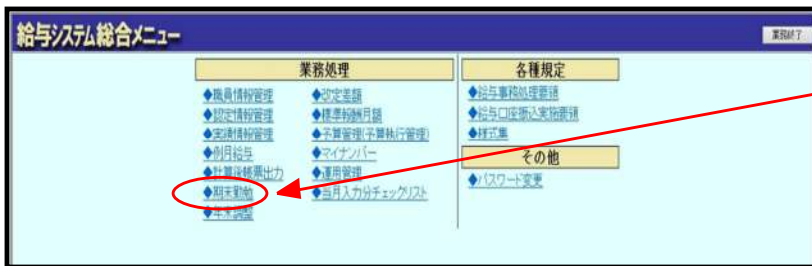 給与システム総合メニュー
業務終了
業務処理
◆職員情報管理
◆認定情報管理
◆実績情報管理
◆例月給与
◆計算後帳票出力
◆期末勤勉
◆年末調整
◆改定差額
◆標準報酬月額
◆予算管理(予算執行管理)
◆マイナンバー
◆運用管理
◆当月入力分チェックリスト
各種規定
◆給与事務処理要領
◆給与口座振込実施要領
◆様式集
その他
◆パスワード変更